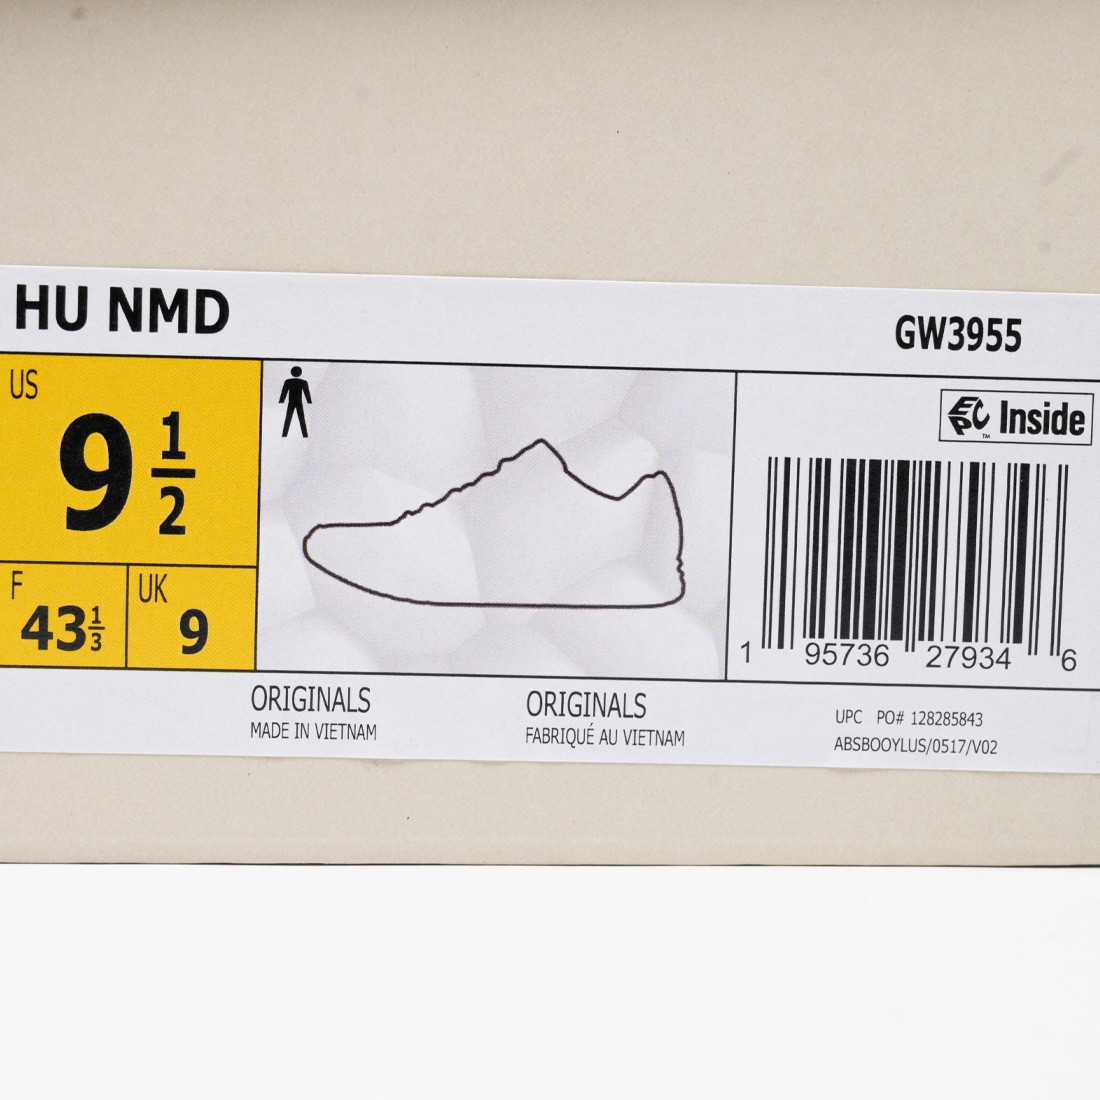 HU NMD
GW3955
US
9 1/2
F
43 1/3
UK
9
EPC Inside
TM
1 95736 27934 6
ORIGINALS
MADE IN VIETNAM
ORIGINALS
FABRIQUÉ AU VIETNAM
UPC PO# 128285843
ABSBOOYLUS/0517/V02